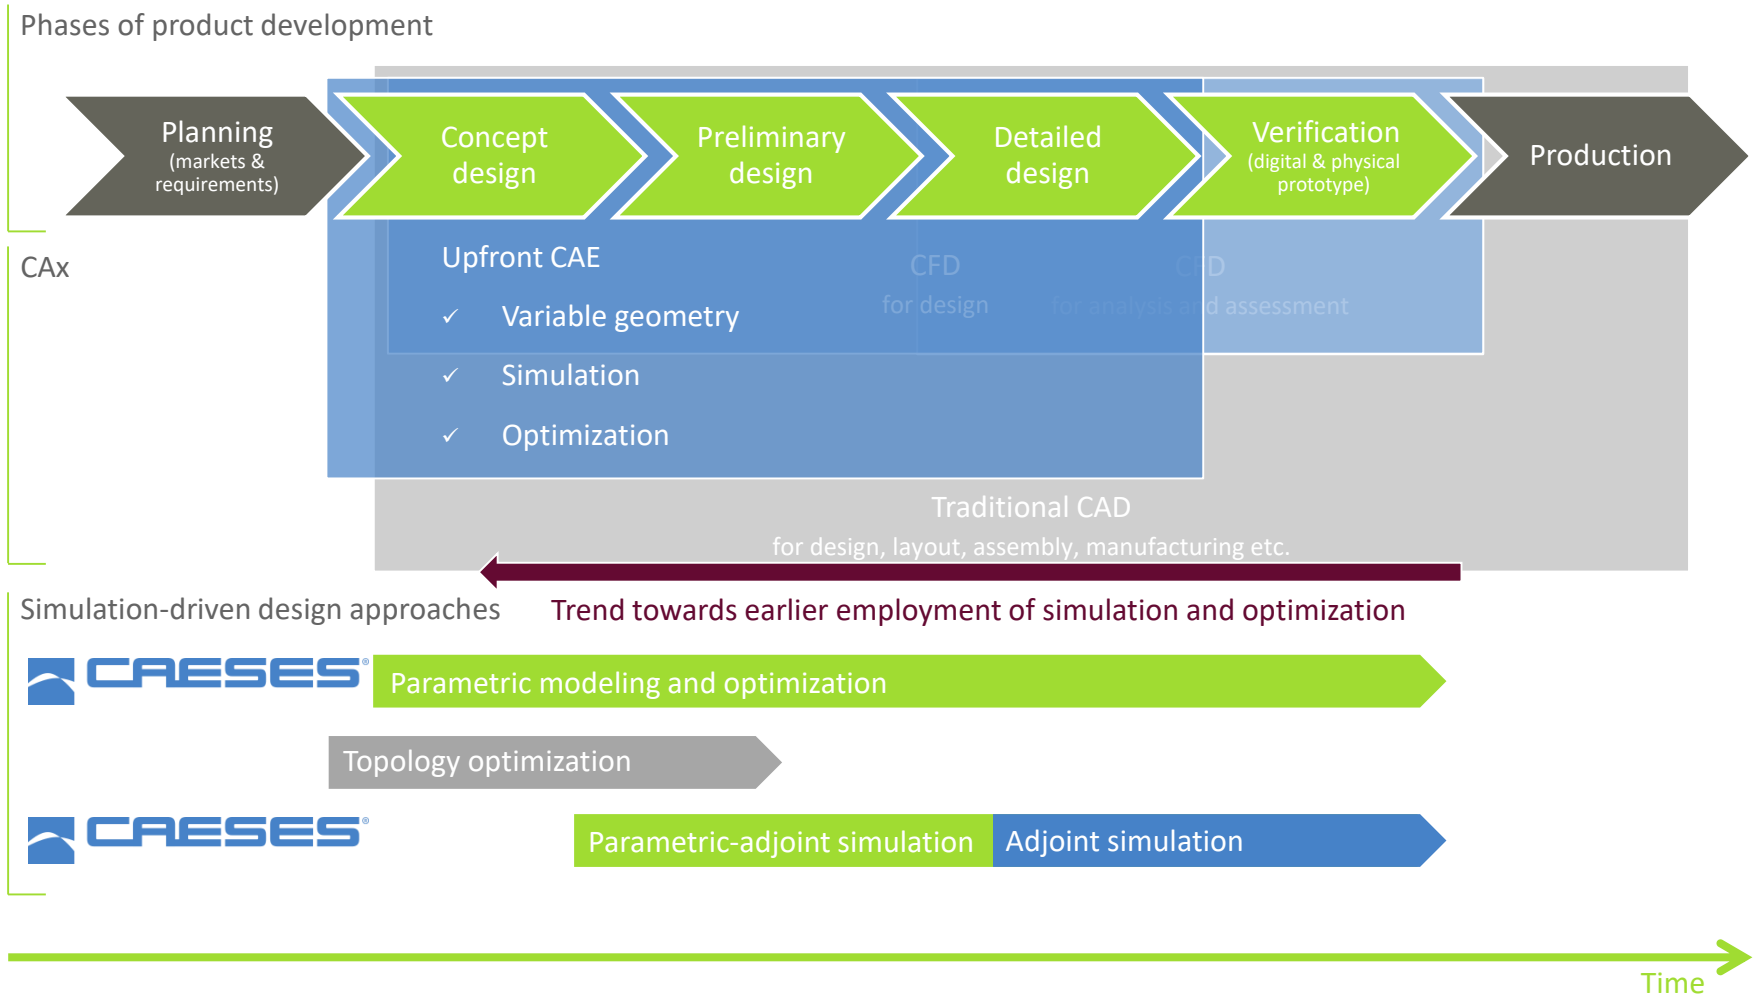 Phases of product development
Planning
(markets &
requirements)
Concept
design
Preliminary
design
Detailed
design
Verification
(digital & physical
prototype)
Production
CAx
Upfront CAE
✓ Variable geometry
✓ Simulation
✓ Optimization
CFD
for design
CFD
for analysis and assessment
Traditional CAD
for design, layout, assembly, manufacturing etc.
Simulation-driven design approaches
Trend towards earlier employment of simulation and optimization
CAESES®
Parametric modeling and optimization
Topology optimization
CAESES®
Parametric-adjoint simulation
Adjoint simulation
Time